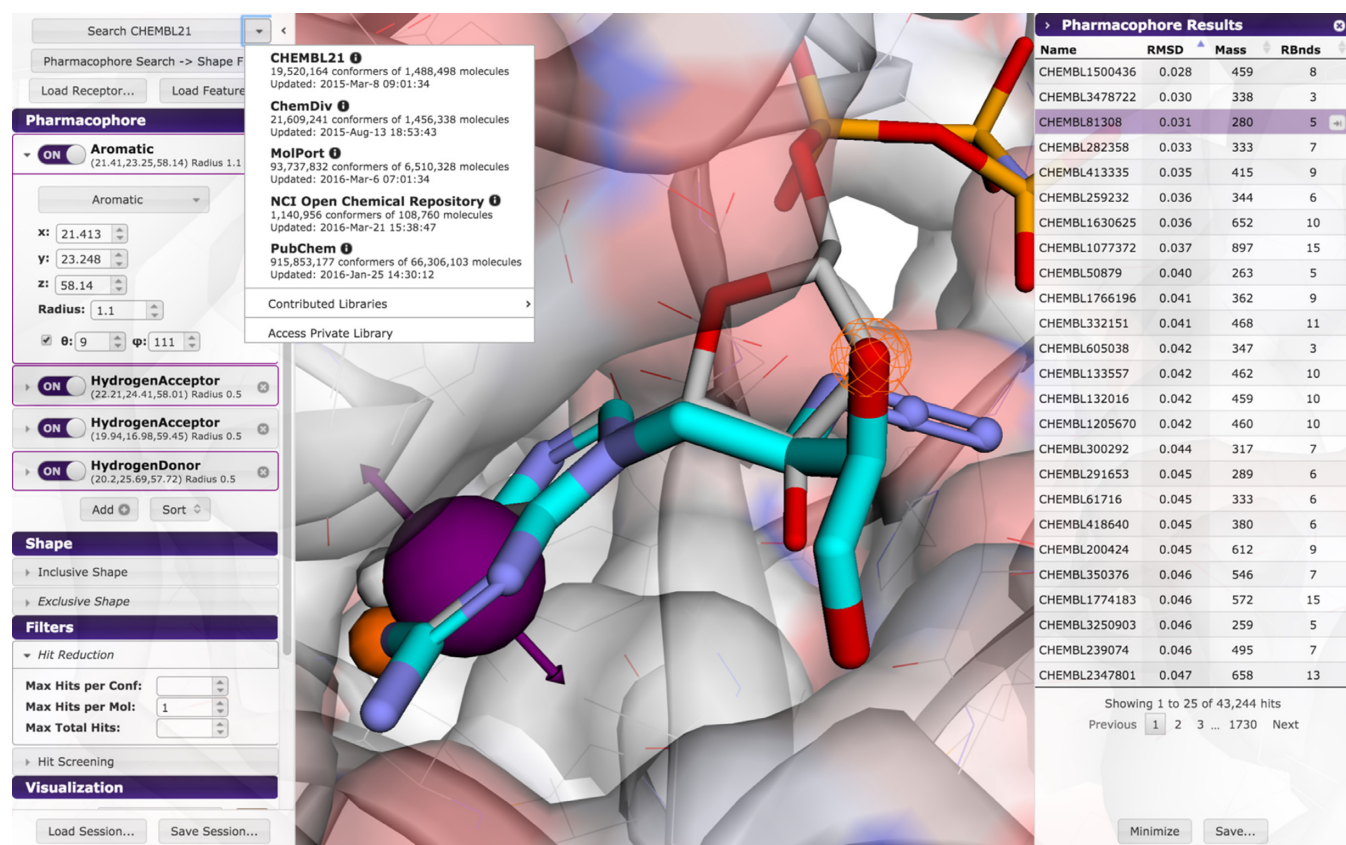 Search CHEMBL21
Pharmacophore Search -> Shape F
Load Receptor...
Load Feature
Pharmacophore
ON
Aromatic
(21.41,23.25,58.14) Radius 1.1
Aromatic
x: 21.413
y: 23.248
z: 58.14
Radius: 1.1
θ: 9 φ: 111
ON
HydrogenAcceptor
(22.21,24.41,58.01) Radius 0.5
ON
HydrogenAcceptor
(19.94,16.98,59.45) Radius 0.5
ON
HydrogenDonor
(20.2,25.69,57.72) Radius 0.5
Add
Sort
Shape
Inclusive Shape
Exclusive Shape
Filters
Hit Reduction
Max Hits per Conf:
Max Hits per Mol: 1
Max Total Hits:
Hit Screening
Visualization
Load Session...
Save Session...
CHEMBL21
19,520,164 conformers of 1,488,498 molecules
Updated: 2015-Mar-8 09:01:34
ChemDiv
21,609,241 conformers of 1,456,338 molecules
Updated: 2015-Aug-13 18:53:43
MolPort
93,737,832 conformers of 6,510,328 molecules
Updated: 2016-Mar-6 07:01:34
NCI Open Chemical Repository
1,140,956 conformers of 108,760 molecules
Updated: 2016-Mar-21 15:38:47
PubChem
915,853,177 conformers of 66,306,103 molecules
Updated: 2016-Jan-25 14:30:12
Contributed Libraries
Access Private Library
Pharmacophore Results
Name RMSD Mass RBnds
CHEMBL1500436 0.028 459 8
CHEMBL3478722 0.030 338 3
CHEMBL81308 0.031 280 5
CHEMBL282358 0.033 333 7
CHEMBL413335 0.035 415 9
CHEMBL259232 0.036 344 6
CHEMBL1630625 0.036 652 10
CHEMBL1077372 0.037 897 15
CHEMBL50879 0.040 263 5
CHEMBL1766196 0.041 362 9
CHEMBL332151 0.041 468 11
CHEMBL605038 0.042 347 3
CHEMBL133557 0.042 462 10
CHEMBL132016 0.042 459 10
CHEMBL1205670 0.042 460 10
CHEMBL300292 0.044 317 7
CHEMBL291653 0.045 289 6
CHEMBL61716 0.045 333 6
CHEMBL418640 0.045 380 6
CHEMBL200424 0.045 612 9
CHEMBL350376 0.046 546 7
CHEMBL1774183 0.046 572 15
CHEMBL3250903 0.046 259 5
CHEMBL239074 0.046 495 7
CHEMBL2347801 0.047 658 13
Showing 1 to 25 of 43,244 hits
Previous 1 2 3 ... 1730 Next
Minimize
Save...